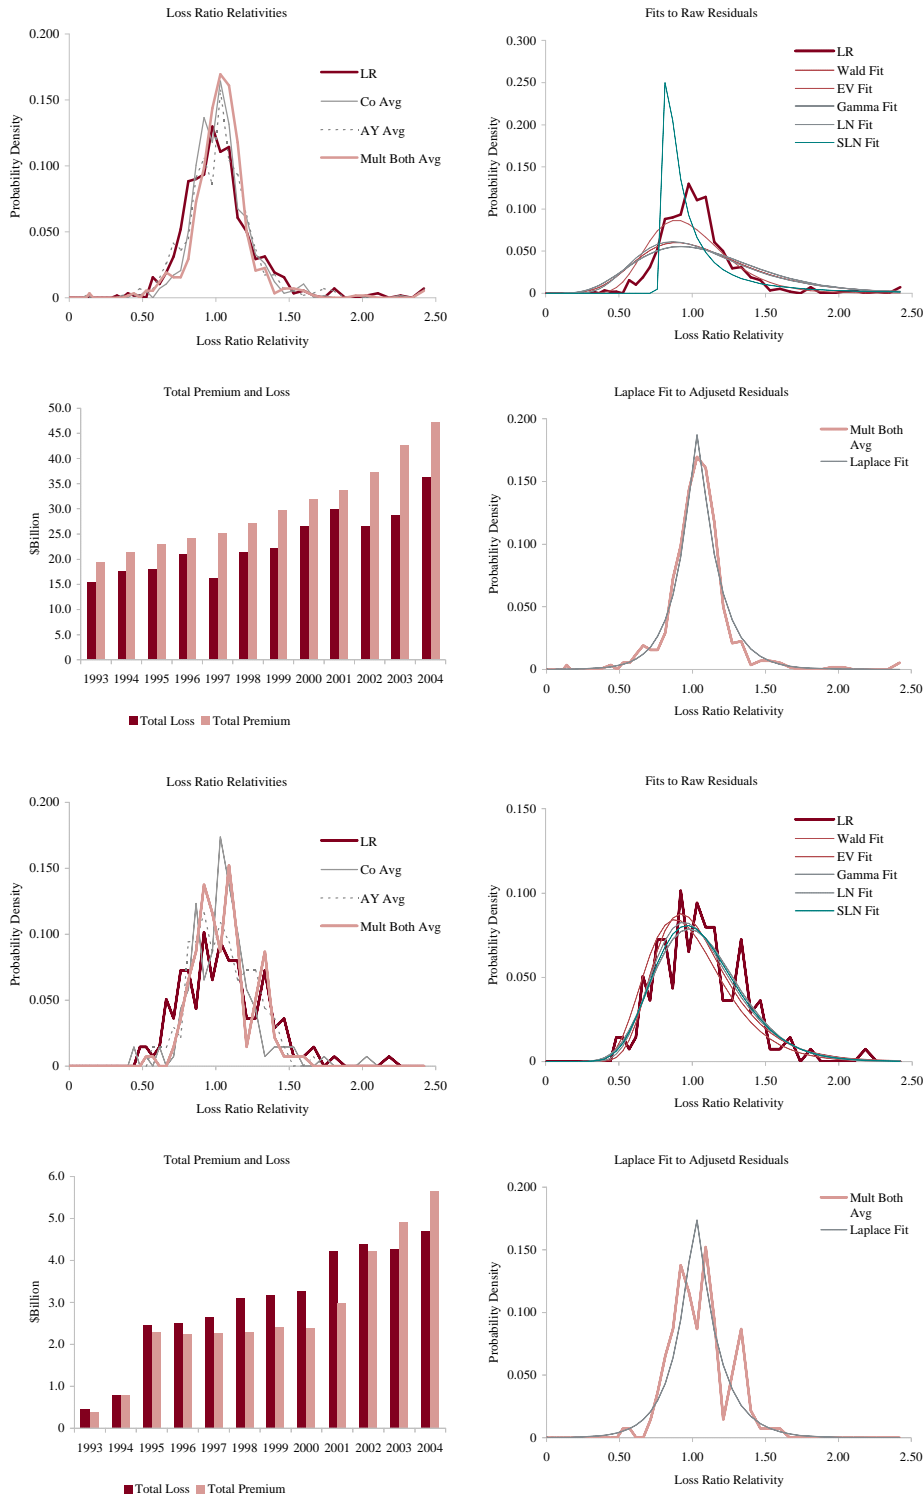 Loss Ratio Relativities
0.200
0.150
0.100
0.050
0
0
0.50
1.00
1.50
2.00
2.50
Probability Density
Loss Ratio Relativity
LR
Co Avg
AY Avg
Mult Both Avg
Fits to Raw Residuals
0.300
0.250
0.200
0.150
0.100
0.050
0.000
0
0.50
1.00
1.50
2.00
2.50
Probability Density
Loss Ratio Relativity
LR
Wald Fit
EV Fit
Gamma Fit
LN Fit
SLN Fit
Total Premium and Loss
50.0
45.0
40.0
35.0
30.0
25.0
20.0
15.0
10.0
5.0
0
$Billion
1993 1994 1995 1996 1997 1998 1999 2000 2001 2002 2003 2004
Total Loss Total Premium
Laplace Fit to Adjusetd Residuals
0.200
0.150
0.100
0.050
0
0
0.50
1.00
1.50
2.00
2.50
Probability Density
Loss Ratio Relativity
Mult Both
Avg
Laplace Fit
Loss Ratio Relativities
0.200
0.150
0.100
0.050
0
0
0.50
1.00
1.50
2.00
2.50
Probability Density
Loss Ratio Relativity
LR
Co Avg
AY Avg
Mult Both Avg
Fits to Raw Residuals
0.150
0.100
0.050
0
0
0.50
1.00
1.50
2.00
2.50
Probability Density
Loss Ratio Relativity
LR
Wald Fit
EV Fit
Gamma Fit
LN Fit
SLN Fit
Total Premium and Loss
6.0
5.0
4.0
3.0
2.0
1.0
0
$Billion
1993 1994 1995 1996 1997 1998 1999 2000 2001 2002 2003 2004
Total Loss Total Premium
Laplace Fit to Adjusetd Residuals
0.200
0.150
0.100
0.050
0
0
0.50
1.00
1.50
2.00
2.50
Probability Density
Loss Ratio Relativity
Mult Both
Avg
Laplace Fit